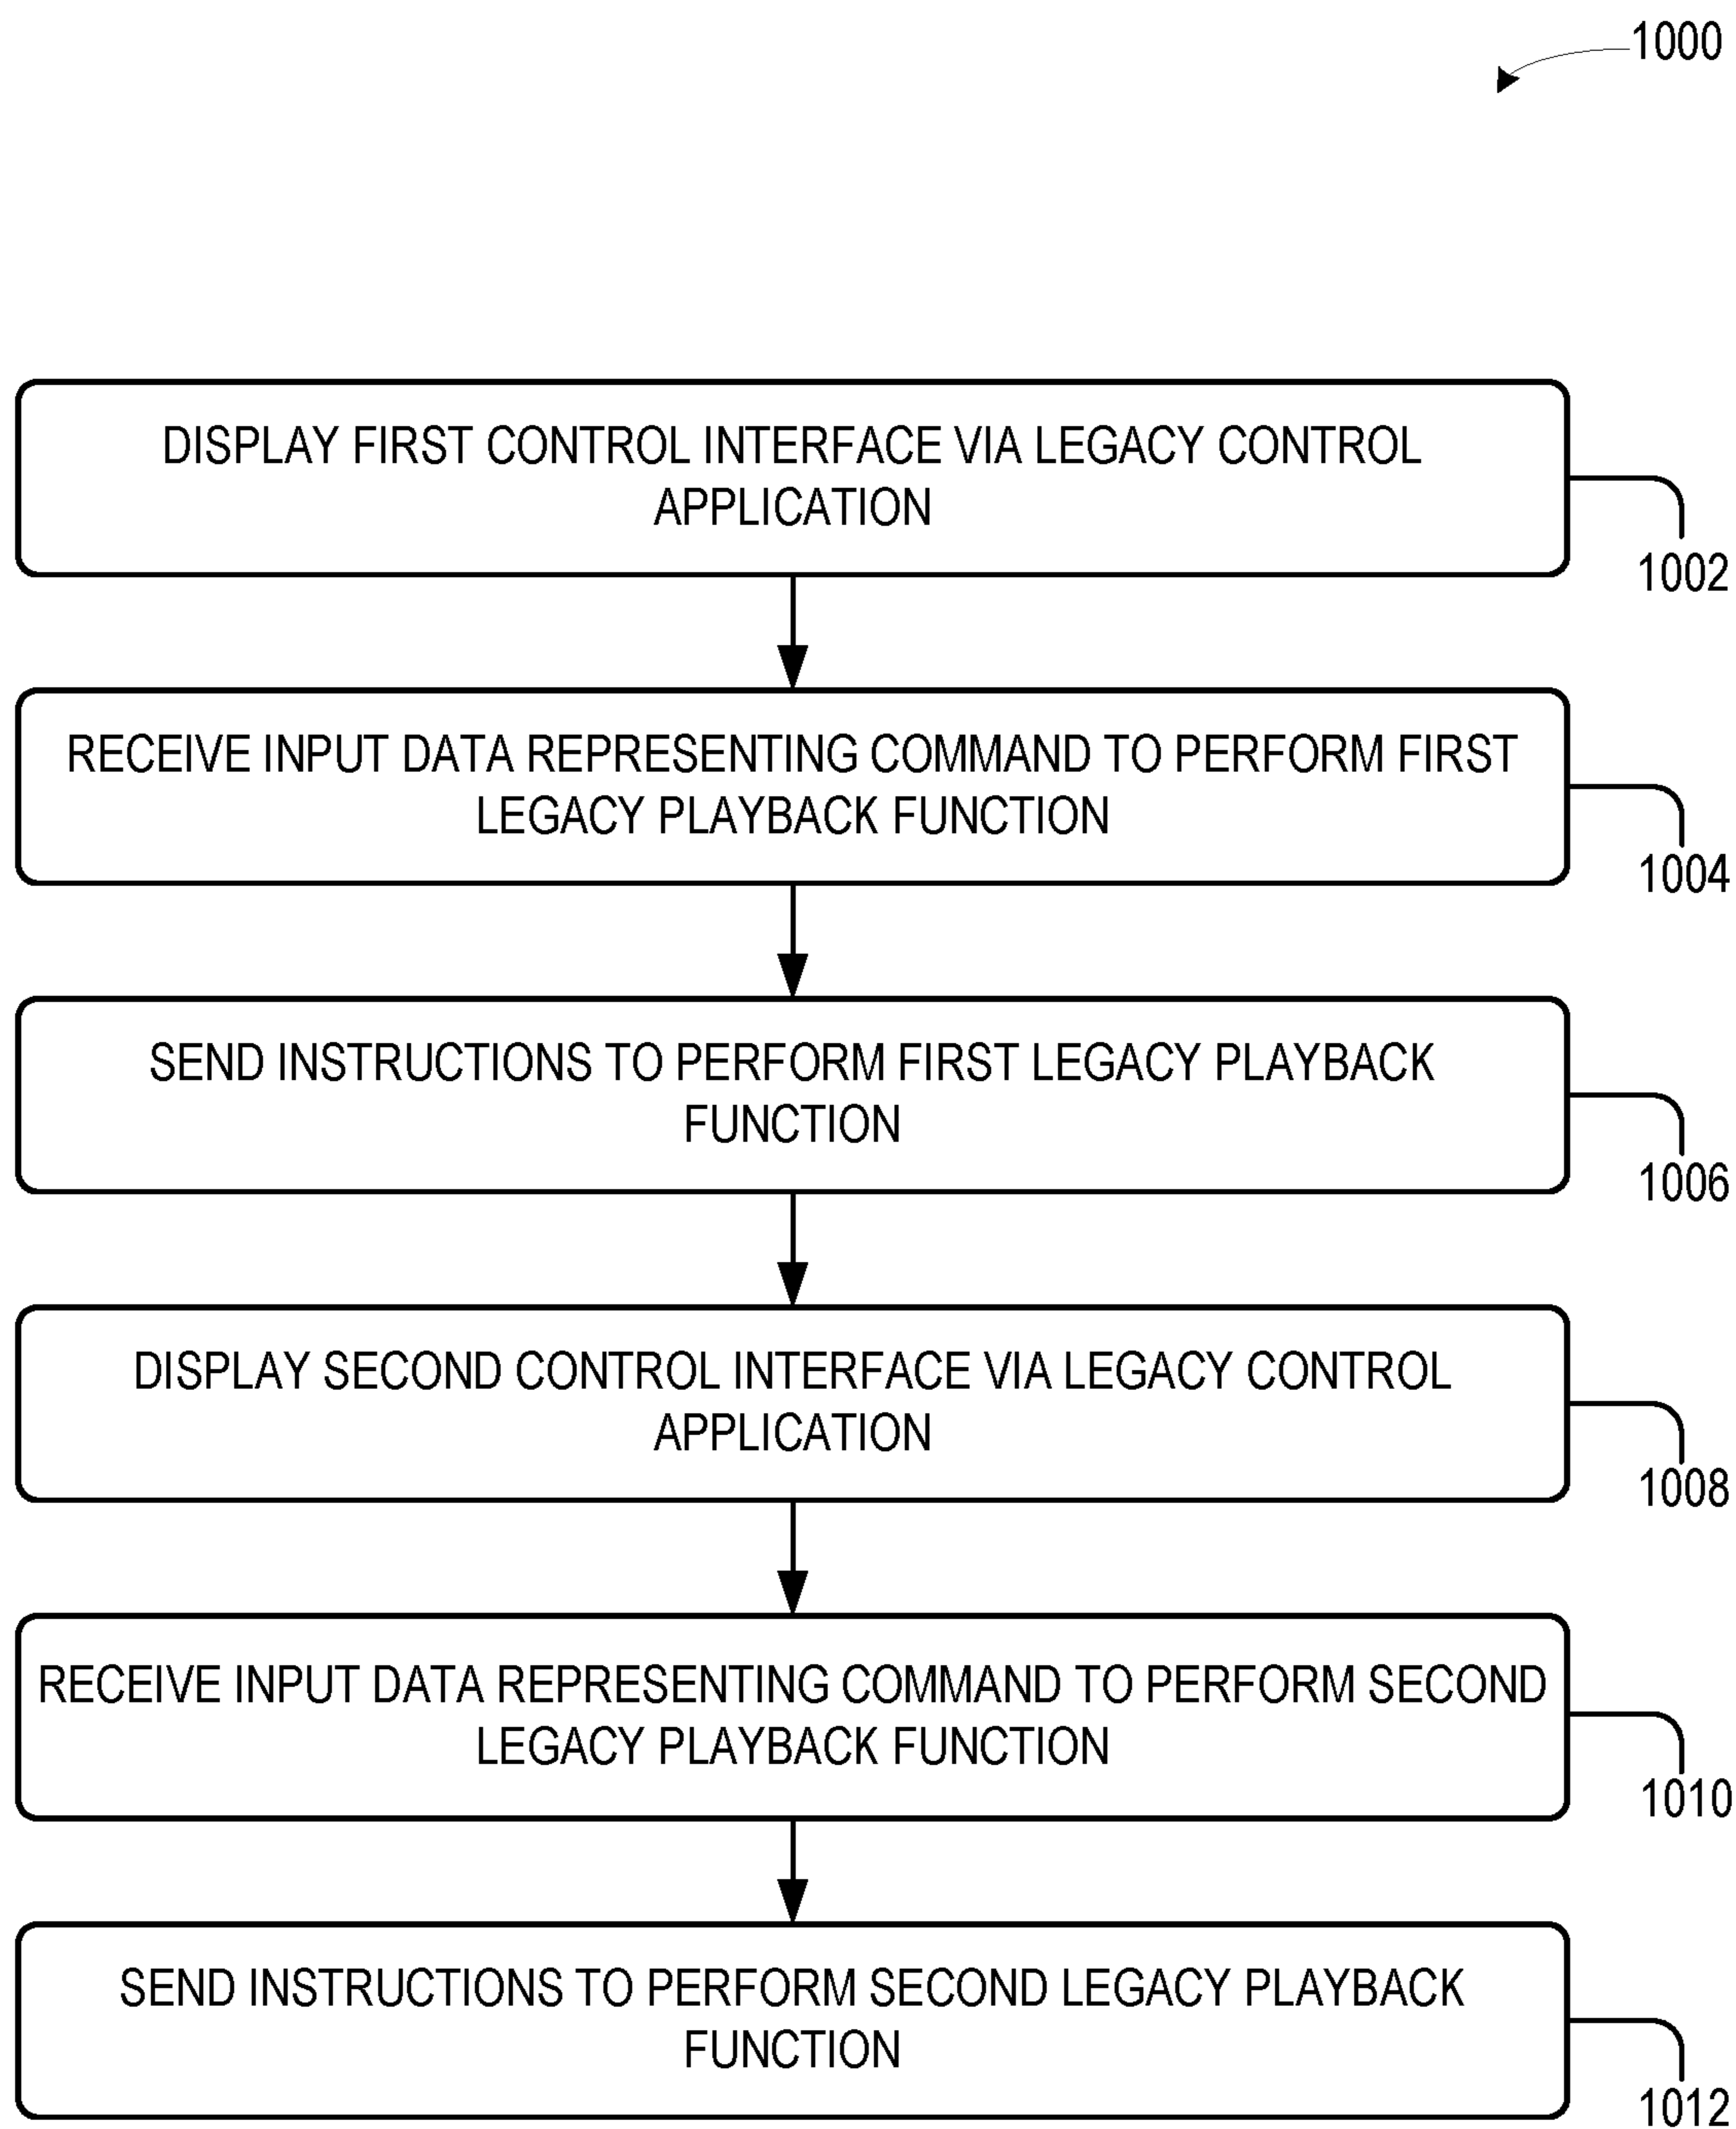 1000
DISPLAY FIRST CONTROL INTERFACE VIA LEGACY CONTROL
APPLICATION
1002
RECEIVE INPUT DATA REPRESENTING COMMAND TO PERFORM FIRST
LEGACY PLAYBACK FUNCTION
1004
SEND INSTRUCTIONS TO PERFORM FIRST LEGACY PLAYBACK
FUNCTION
1006
DISPLAY SECOND CONTROL INTERFACE VIA LEGACY CONTROL
APPLICATION
1008
RECEIVE INPUT DATA REPRESENTING COMMAND TO PERFORM SECOND
LEGACY PLAYBACK FUNCTION
1010
SEND INSTRUCTIONS TO PERFORM SECOND LEGACY PLAYBACK
FUNCTION
1012